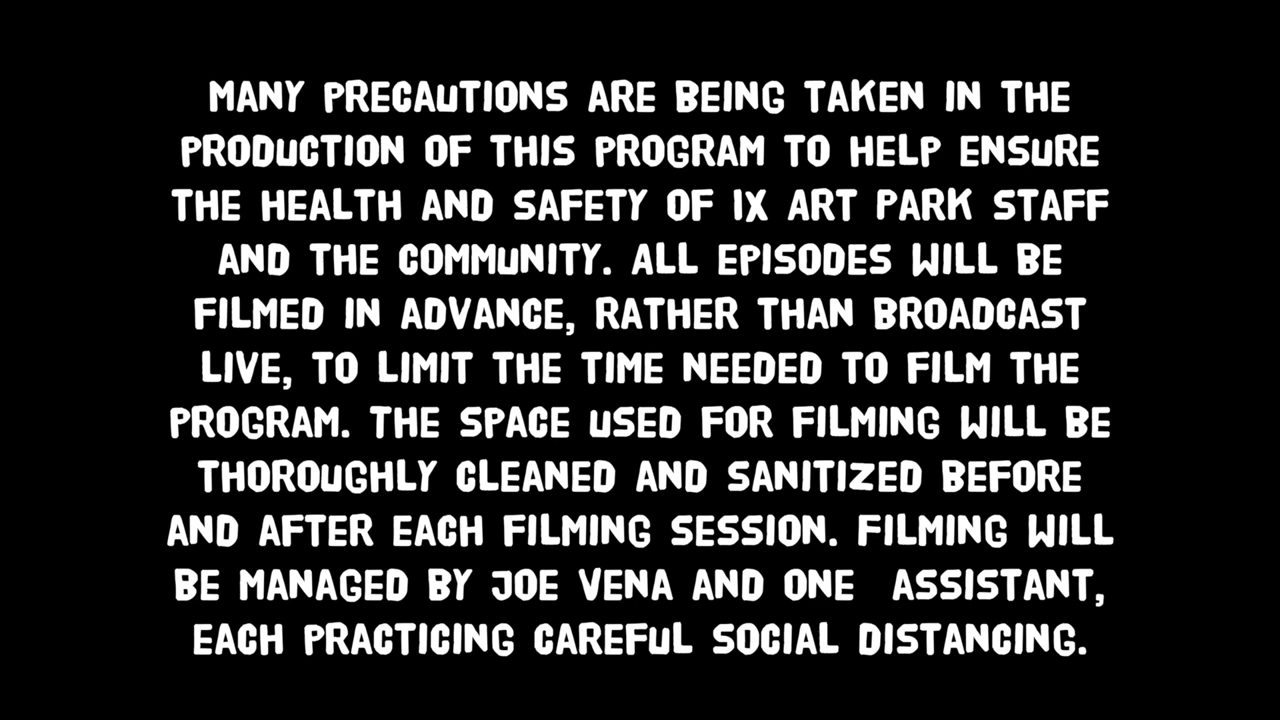 MANY PRECAUTIONS ARE BEING TAKEN IN THE
PRODUCTION OF THIS PROGRAM TO HELP ENSURE
THE HEALTH AND SAFETY OF IX ART PARK STAFF
AND THE COMMUNITY. ALL EPISODES WILL BE
FILMED IN ADVANCE, RATHER THAN BROADCAST
LIVE, TO LIMIT THE TIME NEEDED TO FILM THE
PROGRAM. THE SPACE USED FOR FILMING WILL BE
THOROUGHLY CLEANED AND SANITIZED BEFORE
AND AFTER EACH FILMING SESSION. FILMING WILL
BE MANAGED BY JOE VENA AND ONE  ASSISTANT,
EACH PRACTICING CAREFUL SOCIAL DISTANCING.